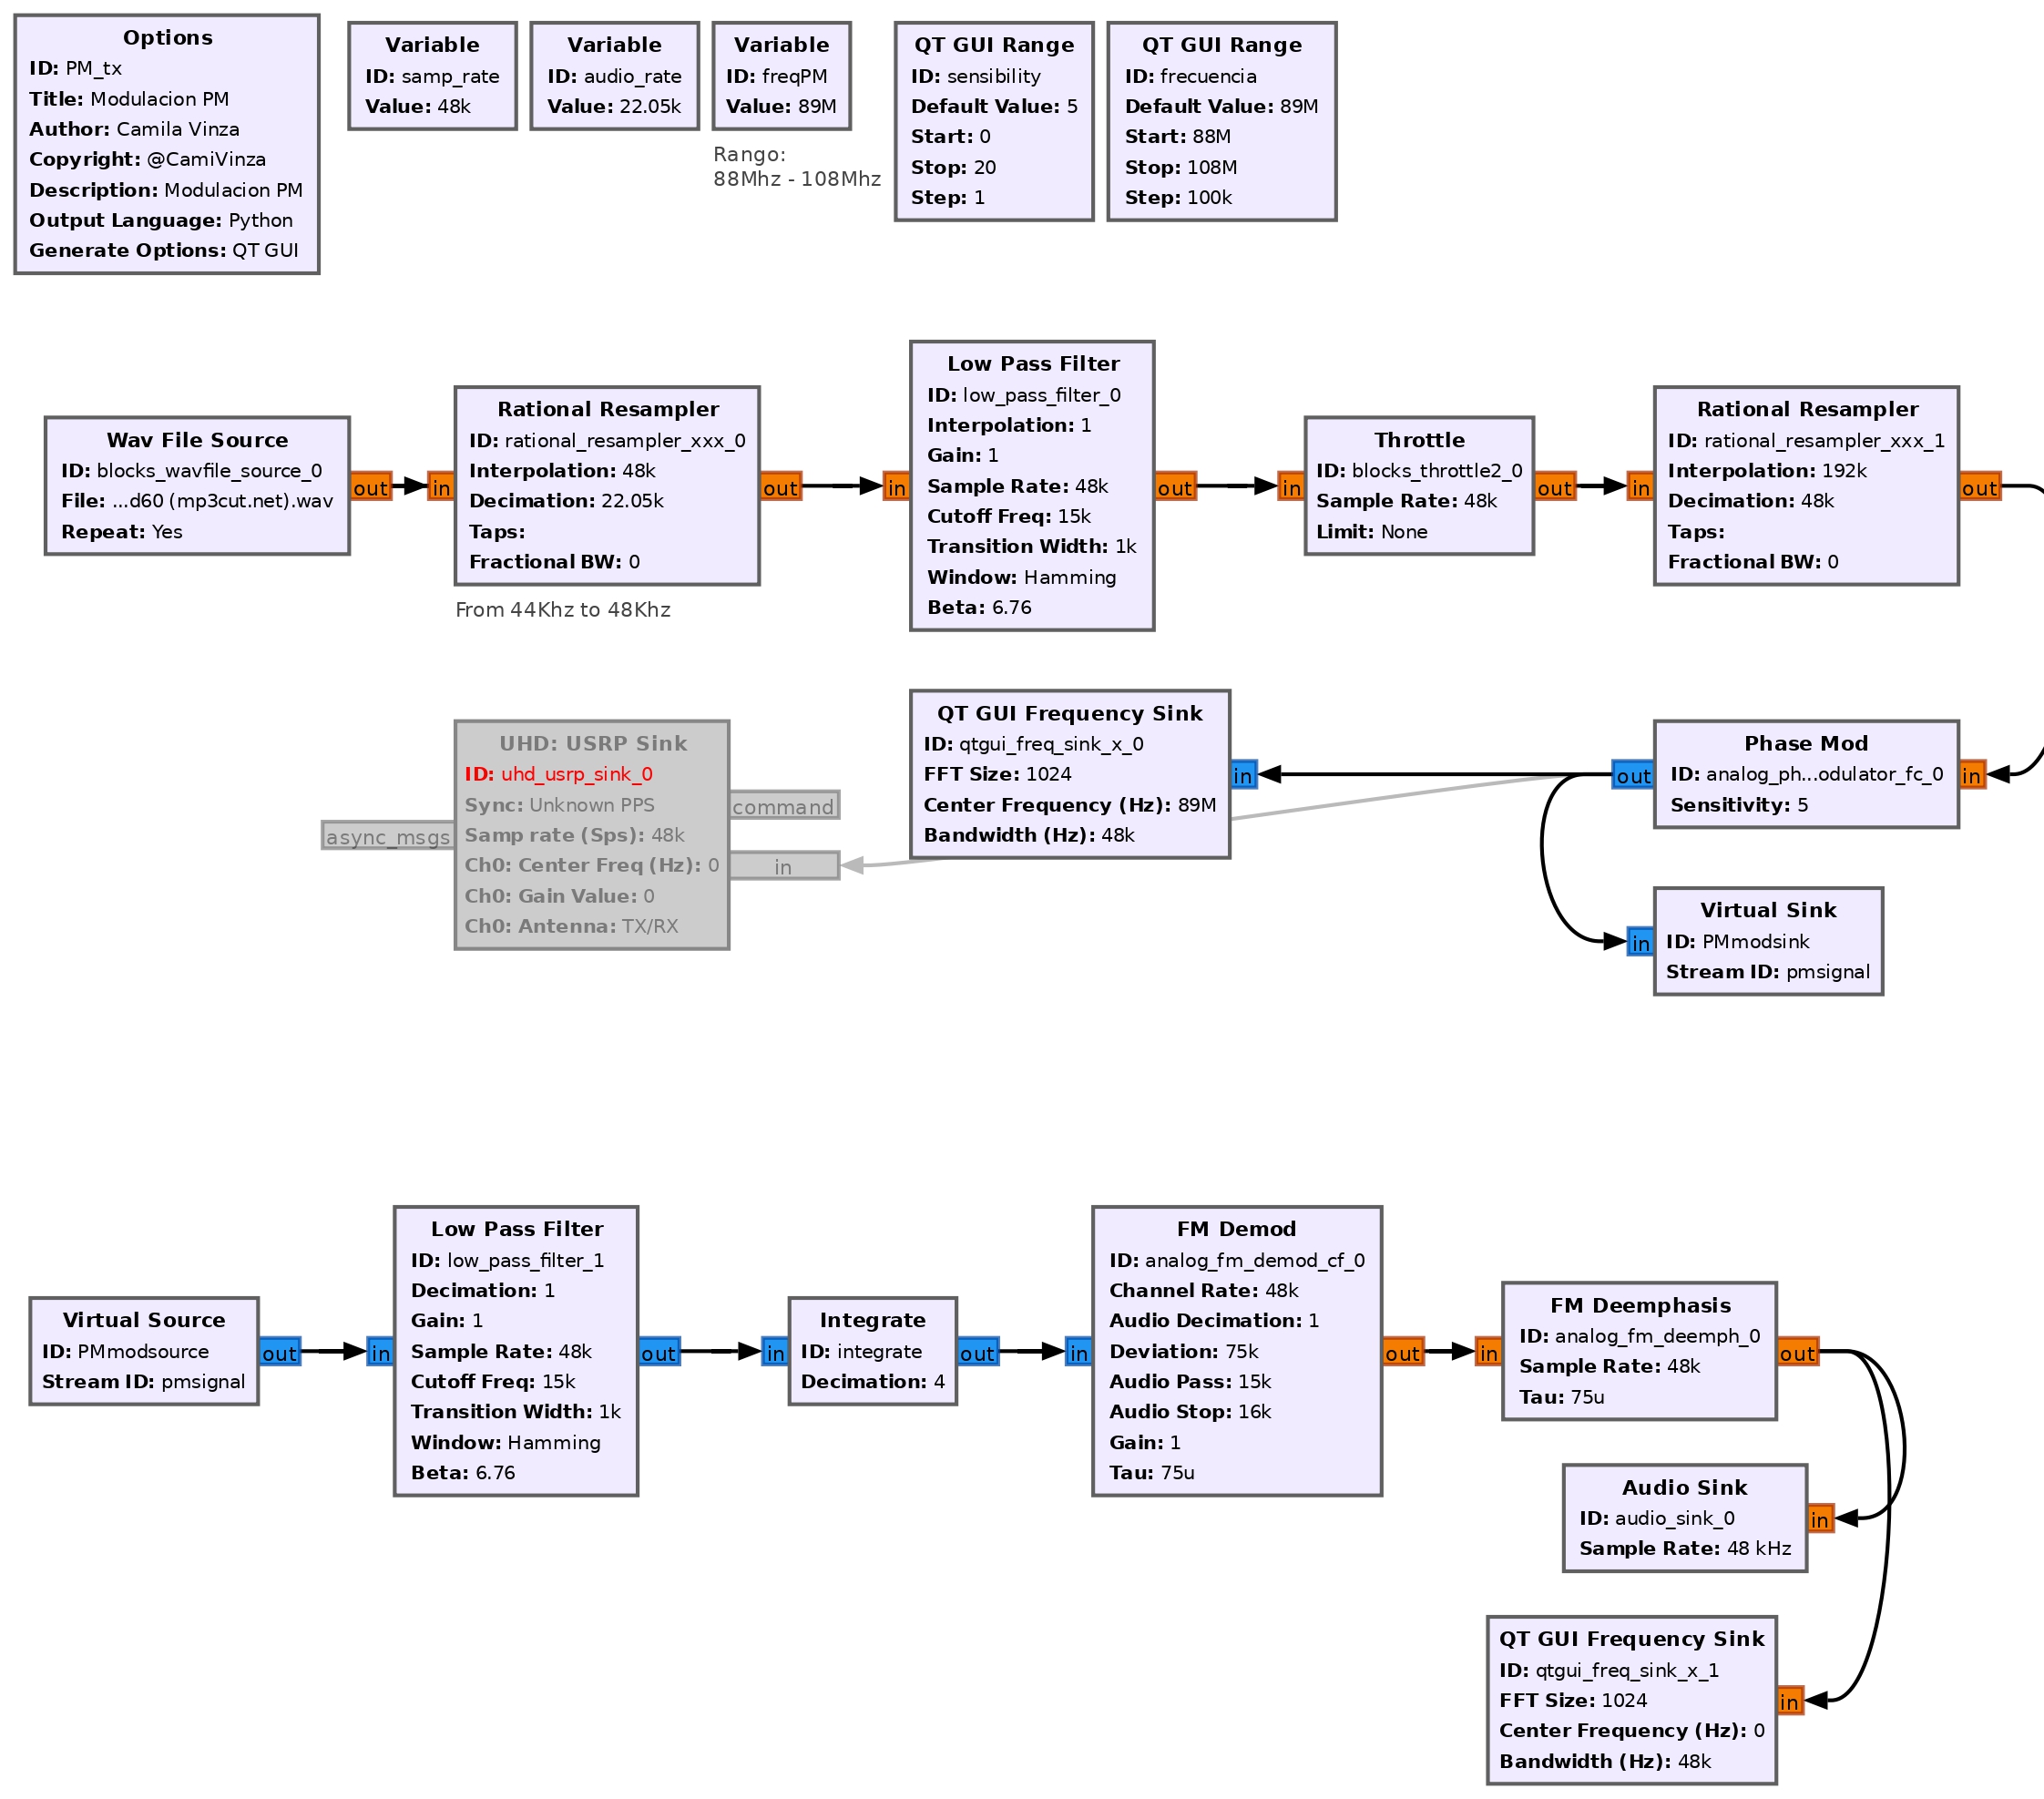 Options
ID: PM_tx
Title: Modulacion PM
Author: Camila Vinza
Copyright: @CamiVinza
Description: Modulacion PM
Output Language: Python
Generate Options: QT GUI
Variable
ID: samp_rate
Value: 48k
Variable
ID: audio_rate
Value: 22.05k
Variable
ID: freqPM
Value: 89M
Rango:
88Mhz - 108Mhz
QT GUI Range
ID: sensibility
Default Value: 5
Start: 0
Stop: 20
Step: 1
QT GUI Range
ID: frecuencia
Default Value: 89M
Start: 88M
Stop: 108M
Step: 100k
Wav File Source
ID: blocks_wavfile_source_0
File: ...d60 (mp3cut.net).wav
Repeat: Yes
out
in
Rational Resampler
ID: rational_resampler_xxx_0
Interpolation: 48k
Decimation: 22.05k
Taps:
Fractional BW: 0
out
From 44Khz to 48Khz
in
Low Pass Filter
ID: low_pass_filter_0
Interpolation: 1
Gain: 1
Sample Rate: 48k
Cutoff Freq: 15k
Transition Width: 1k
Window: Hamming
Beta: 6.76
out
in
Throttle
ID: blocks_throttle2_0
Sample Rate: 48k
Limit: None
out
in
Rational Resampler
ID: rational_resampler_xxx_1
Interpolation: 192k
Decimation: 48k
Taps:
Fractional BW: 0
out
async_msgs
UHD: USRP Sink
ID: uhd_usrp_sink_0
Sync: Unknown PPS
Samp rate (Sps): 48k
Ch0: Center Freq (Hz): 0
Ch0: Gain Value: 0
Ch0: Antenna: TX/RX
command
in
QT GUI Frequency Sink
ID: qtgui_freq_sink_x_0
FFT Size: 1024
Center Frequency (Hz): 89M
Bandwidth (Hz): 48k
in
out
Phase Mod
ID: analog_ph...odulator_fc_0
Sensitivity: 5
in
in
Virtual Sink
ID: PMmodsink
Stream ID: pmsignal
Virtual Source
ID: PMmodsource
Stream ID: pmsignal
out
in
Low Pass Filter
ID: low_pass_filter_1
Decimation: 1
Gain: 1
Sample Rate: 48k
Cutoff Freq: 15k
Transition Width: 1k
Window: Hamming
Beta: 6.76
out
in
Integrate
ID: integrate
Decimation: 4
out
in
FM Demod
ID: analog_fm_demod_cf_0
Channel Rate: 48k
Audio Decimation: 1
Deviation: 75k
Audio Pass: 15k
Audio Stop: 16k
Gain: 1
Tau: 75u
out
in
FM Deemphasis
ID: analog_fm_deemph_0
Sample Rate: 48k
Tau: 75u
out
Audio Sink
ID: audio_sink_0
Sample Rate: 48 kHz
in
QT GUI Frequency Sink
ID: qtgui_freq_sink_x_1
FFT Size: 1024
Center Frequency (Hz): 0
Bandwidth (Hz): 48k
in